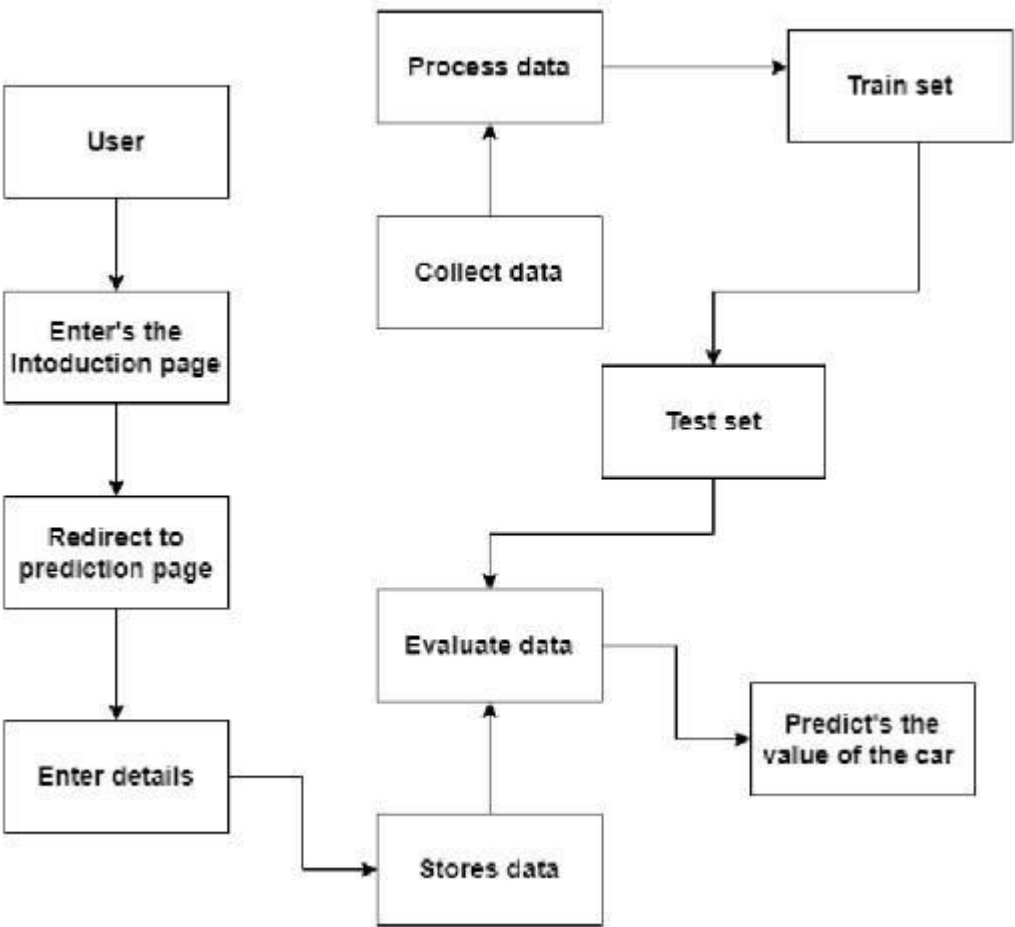 Process data
Train set
User
Collect data
Enter's the
Intoduction page
Test set
Redirect to
prediction page
Evaluate data
Predict's the
value of the car
Enter details
Stores data